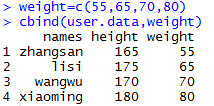 > weight=c(55,65,70,80)
> cbind(user.data,weight)
names height weight
1 zhangsan 165 55
2 lisi 175 65
3 wangwu 170 70
4 xiaoming 180 80